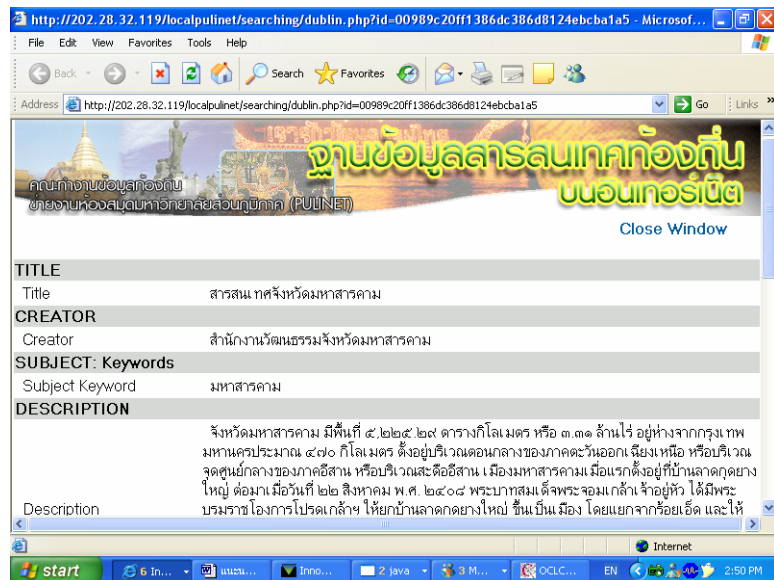 http://202.28.32.119/localpulinet/searching/dublin.php?id=00989c20ff1386dc386d8124ebcba1a5 - Microsof...
File Edit View Favorites Tools Help
Back Search Favorites
Address http://202.28.32.119/localpulinet/searching/dublin.php?id=00989c20ff1386dc386d8124ebcba1a5 Go Links »
ฐานข้อมูลสารสนเทศท้องถิ่น
บนอินเทอร์เน็ต
คณะทำงานข้อมูลท้องถิ่น
ข่ายงานห้องสมุดมหาวิทยาลัยส่วนภูมิภาค (PULINET)
Close Window
TITLE
Title สารสนเทศจังหวัดมหาสารคาม
CREATOR
Creator สำนักงานวัฒนธรรมจังหวัดมหาสารคาม
SUBJECT: Keywords
Subject Keyword มหาสารคาม
DESCRIPTION
จังหวัดมหาสารคาม มีพื้นที่ ๕,๒๒๕.๒๙ ตารางกิโลเมตร หรือ ๓.๓๑ ล้านไร่ อยู่ห่างจากกรุงเทพ
มหานครประมาณ ๔๗๐ กิโลเมตร ตั้งอยู่บริเวณตอนกลางของภาคตะวันออกเฉียงเหนือ หรือบริเวณ
จุดศูนย์กลางของภาคอีสาน หรือบริเวณสะดืออีสาน เมืองมหาสารคามเมื่อแรกตั้งอยู่ที่บ้านลาดกุดยาง
ใหญ่ ต่อมาเมื่อวันที่ ๒๒ สิงหาคม พ.ศ. ๒๔๐๘ พระบาทสมเด็จพระจอมเกล้าเจ้าอยู่หัว ได้มีพระ
Description บรมราชโองการโปรดเกล้าฯ ให้ยกบ้านลาดกุดยางใหญ่ ขึ้นเป็นเมือง โดยแยกจากร้อยเอ็ด และให้
Internet
start 6 In... แนะน... Inno... 2 java 3 M... OCLC... EN 2:50 PM